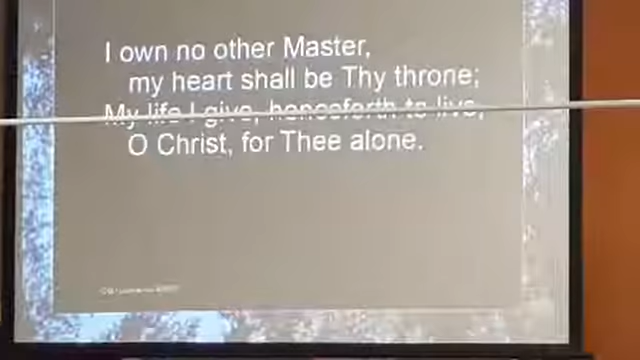 I own no other Master,
my heart shall be Thy throne;
My life I give, henceforth to live,
O Christ, for Thee alone.